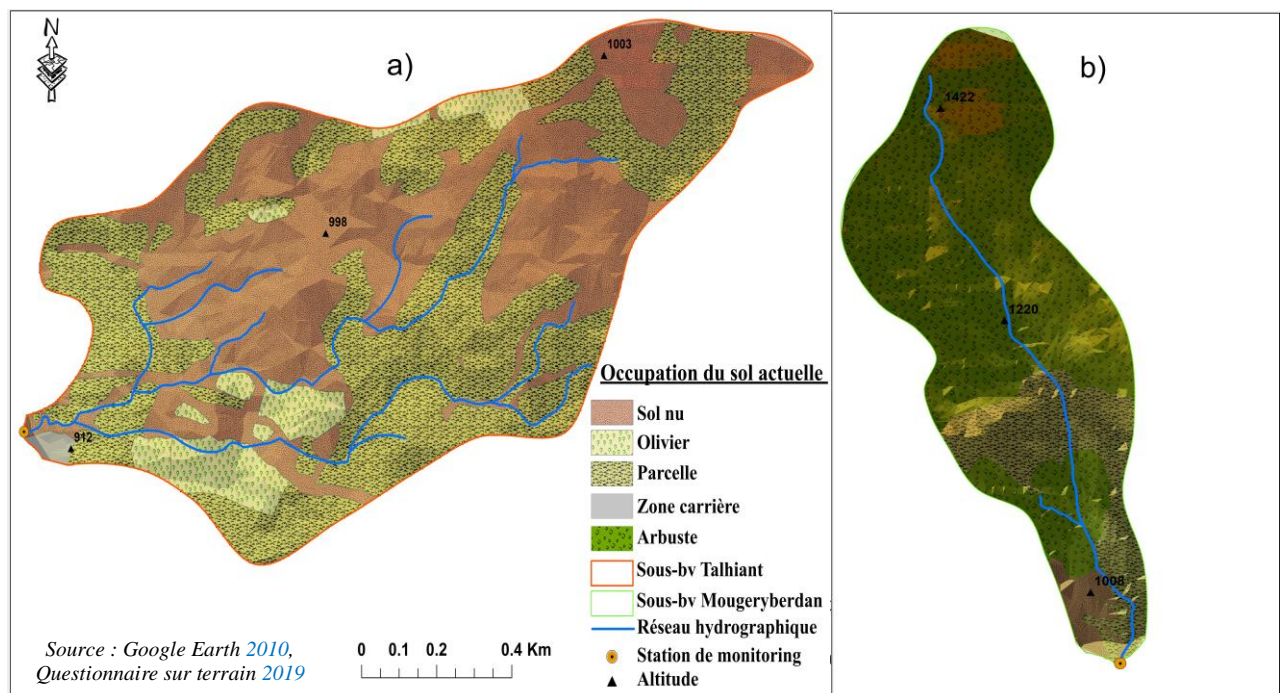 N
a)
1003
998
912
b)
1422
1220
1008
Occupation du sol actuelle
Sol nu
Olivier
Parcelle
Zone carrière
Arbuste
Sous-bv Talhiant
Sous-bv Mougeryberdan
Réseau hydrographique
Station de monitoring
Altitude
Source : Google Earth 2010,
Questionnaire sur terrain 2019
0 0.1 0.2 0.4 Km